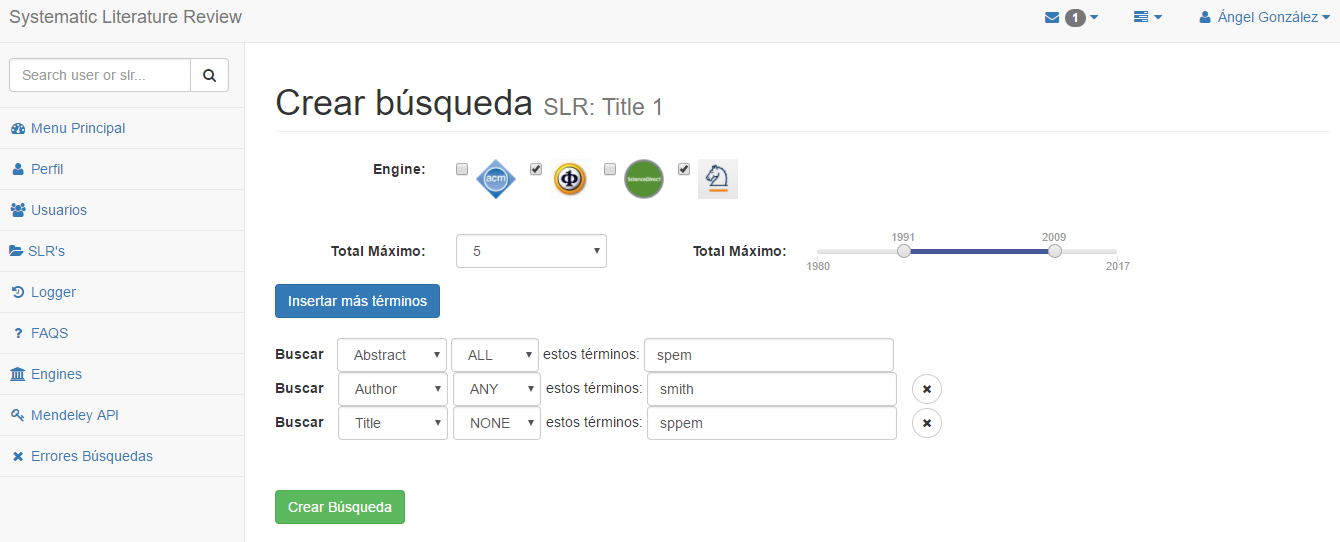 Systematic Literature Review
1
Ángel González
Search user or slr...
Menu Principal
Perfil
Usuarios
SLR's
Logger
? FAQS
Engines
Mendeley API
Errores Búsquedas
Crear búsqueda SLR: Title 1
Engine: acm ScienceDirect
Total Máximo: 5 Total Máximo: 1991 2009
1980 2017
Insertar más términos
Buscar Abstract ALL estos términos: spem
Buscar Author ANY estos términos: smith
Buscar Title NONE estos términos: sppem
Crear Búsqueda